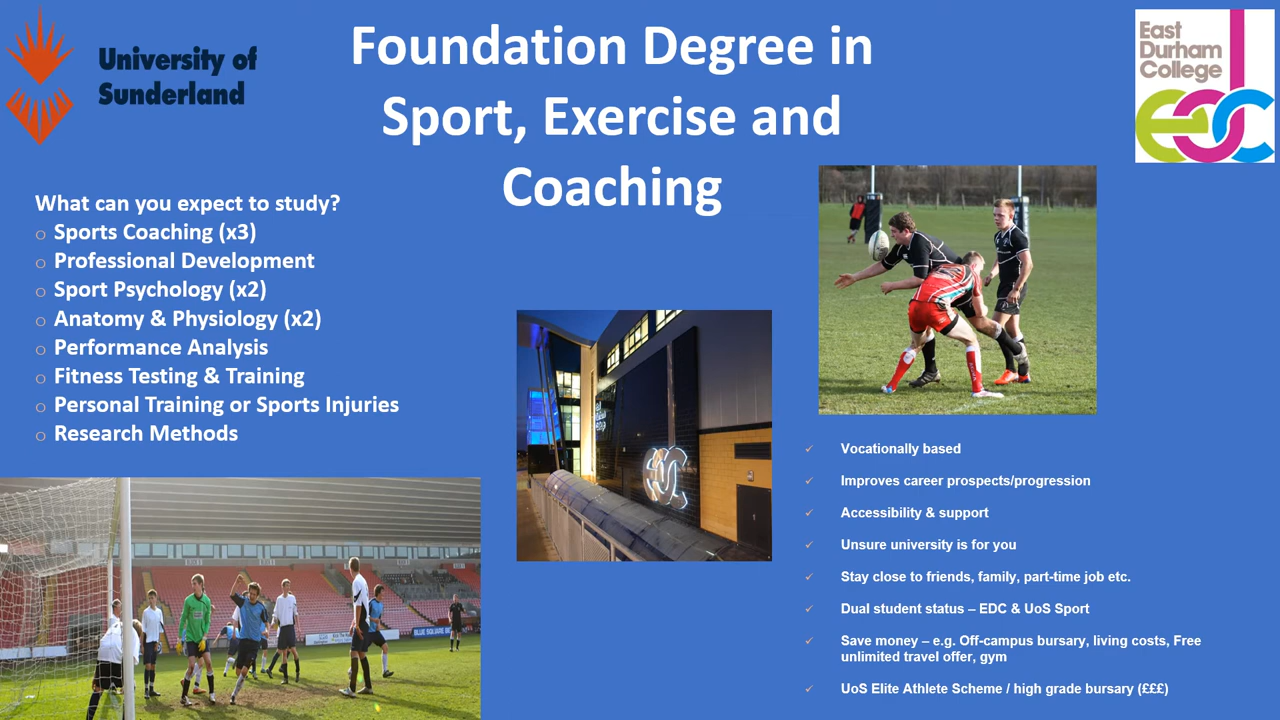 University of
Sunderland
Foundation Degree in
Sport, Exercise and
Coaching
East
Durham
College
edc
What can you expect to study?
o Sports Coaching (x3)
o Professional Development
o Sport Psychology (x2)
o Anatomy & Physiology (x2)
o Performance Analysis
o Fitness Testing & Training
o Personal Training or Sports Injuries
o Research Methods
edc
✓ Vocationally based
✓ Improves career prospects/progression
✓ Accessibility & support
✓ Unsure university is for you
✓ Stay close to friends, family, part-time job etc.
✓ Dual student status – EDC & UoS Sport
✓ Save money – e.g. Off-campus bursary, living costs, Free
unlimited travel offer, gym
✓ UoS Elite Athlete Scheme / high grade bursary (£££)
BLUE SQUARE